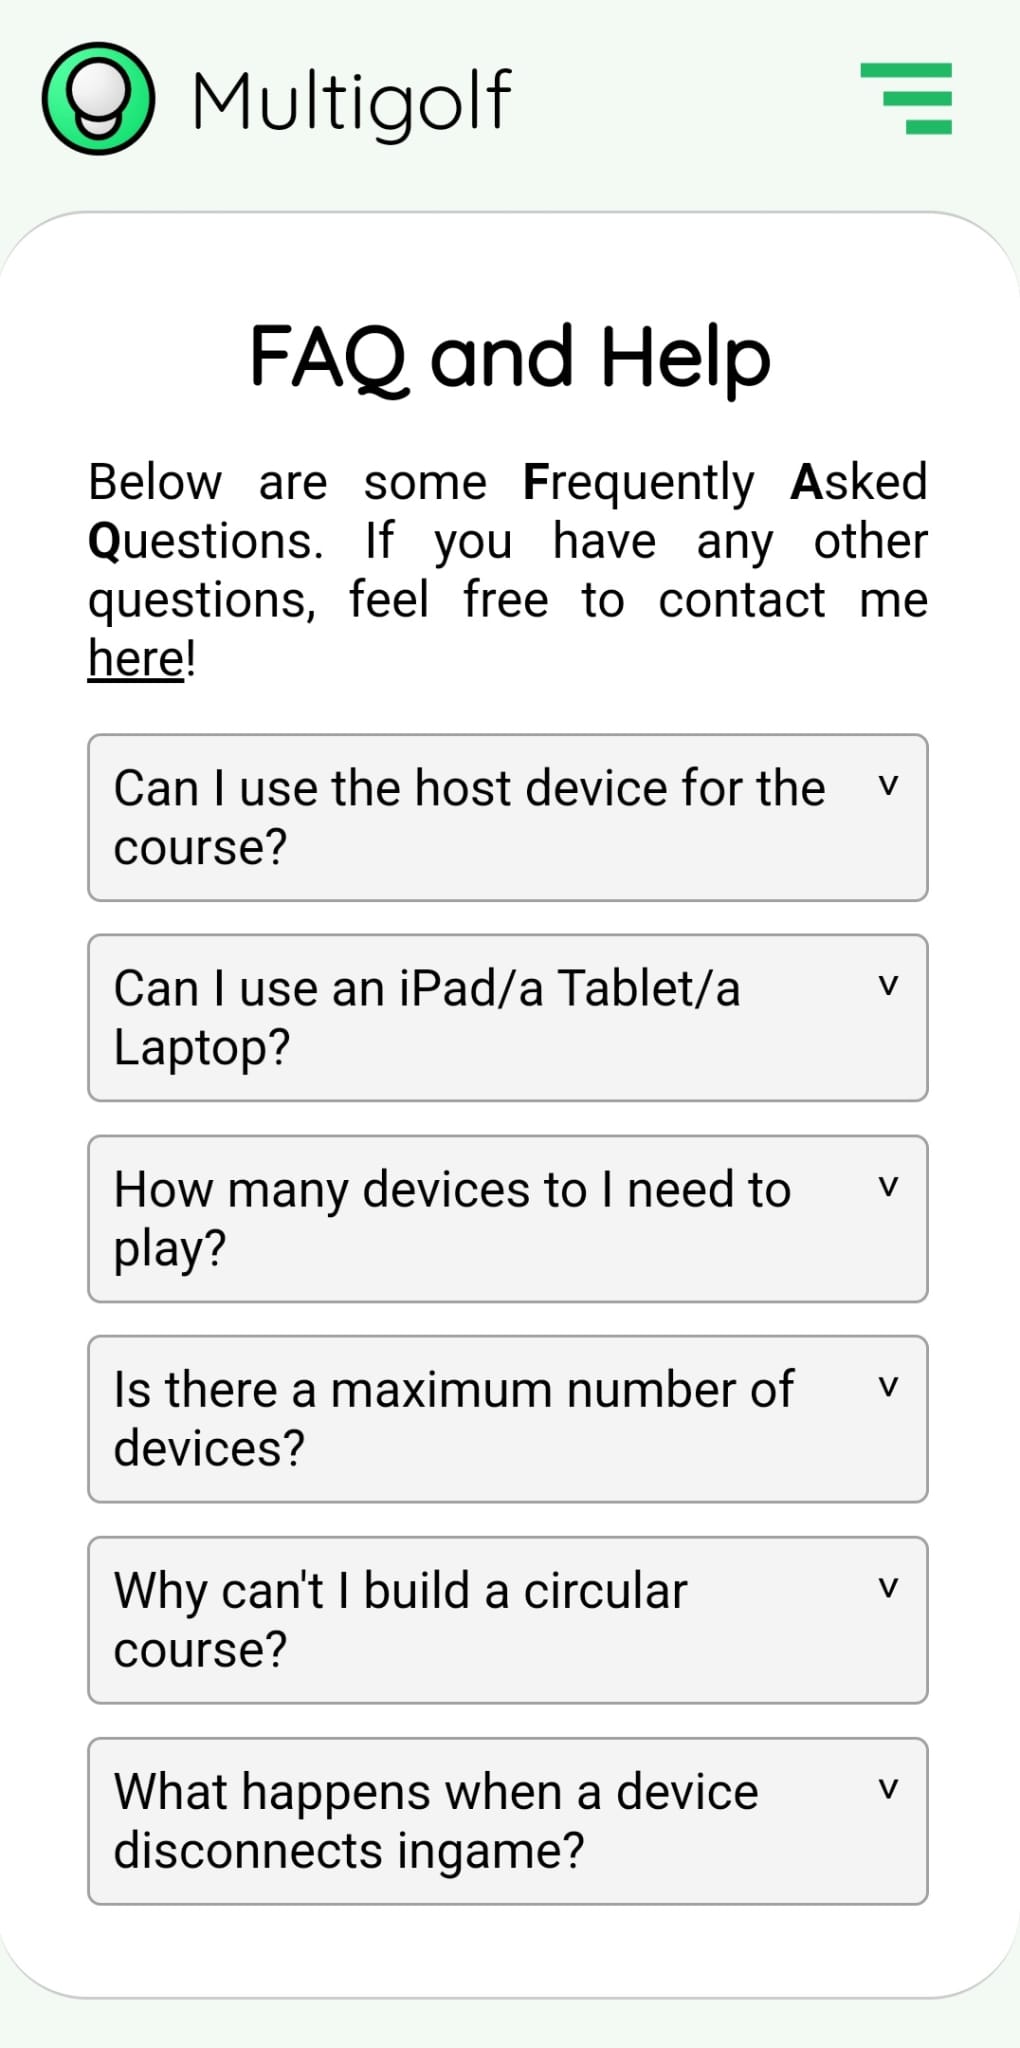 Multigolf
FAQ and Help
Below are some Frequently Asked
Questions. If you have any other
questions, feel free to contact me
here!
Can I use the host device for the
course?
v
Can I use an iPad/a Tablet/a
Laptop?
v
How many devices to I need to
play?
v
Is there a maximum number of
devices?
v
Why can't I build a circular
course?
v
What happens when a device
disconnects ingame?
v